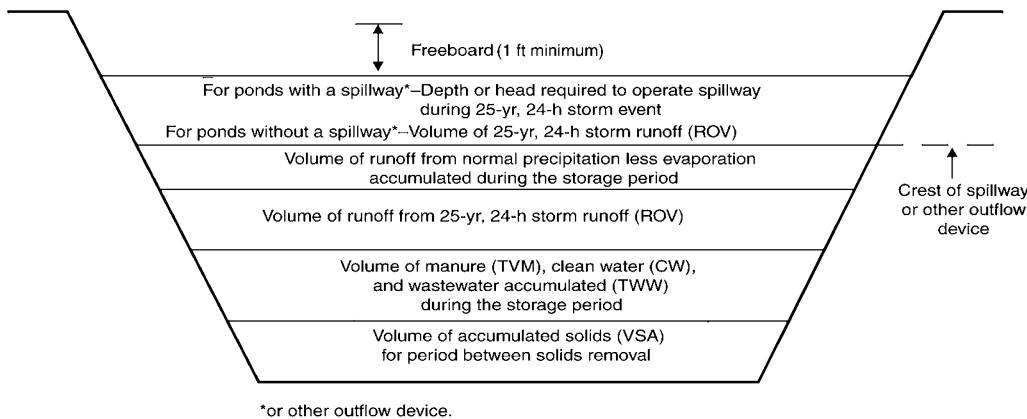 Freeboard (1 ft minimum)
For ponds with a spillway*–Depth or head required to operate spillway
during 25-yr, 24-h storm event
For ponds without a spillway*–Volume of 25-yr, 24-h storm runoff (ROV)
Volume of runoff from normal precipitation less evaporation
accumulated during the storage period
Crest of spillway
or other outflow
device
Volume of runoff from 25-yr, 24-h storm runoff (ROV)
Volume of manure (TVM), clean water (CW),
and wastewater accumulated (TWW)
during the storage period
Volume of accumulated solids (VSA)
for period between solids removal
*or other outflow device.